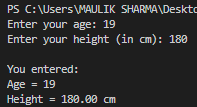 PS C:\Users\MAULIK SHARMA\Deskto
Enter your age: 19
Enter your height (in cm): 180
You entered:
Age = 19
Height = 180.00 cm